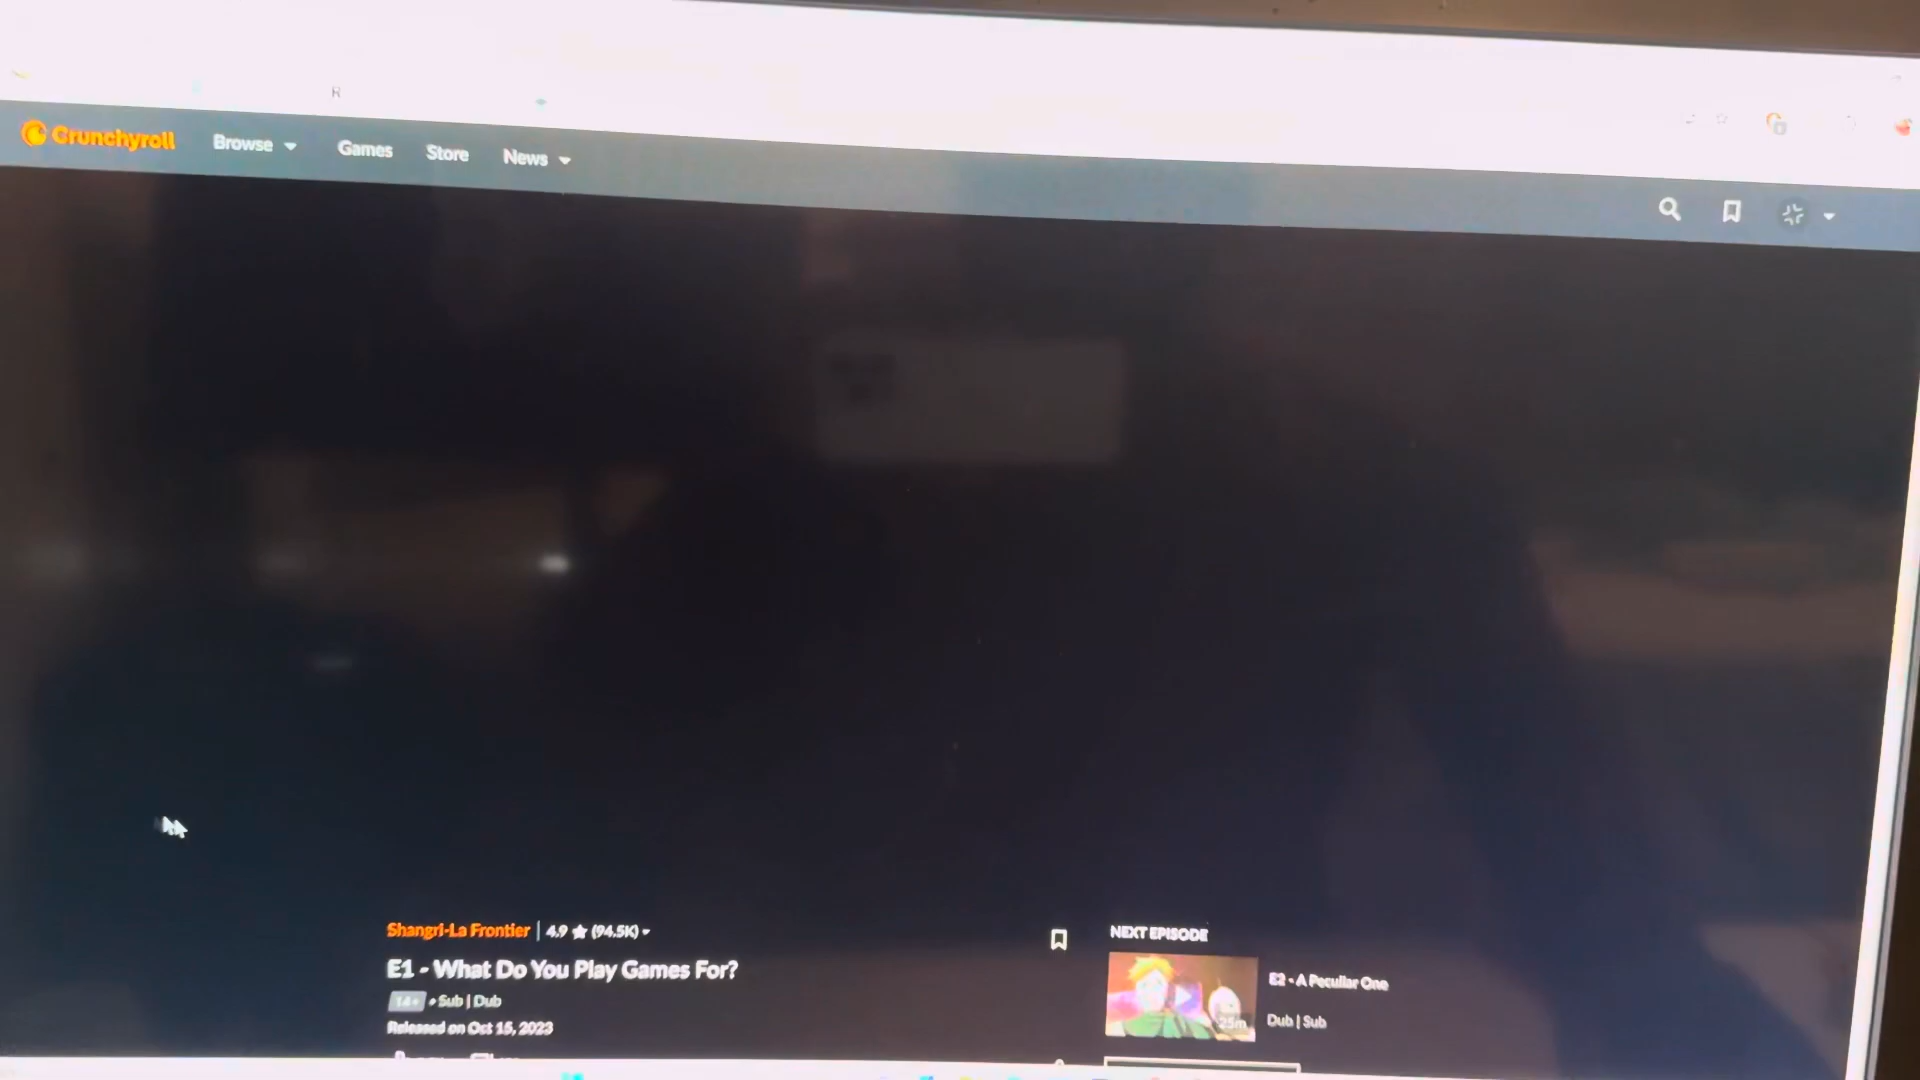 R
Crunchyroll Browse Games Store News
Shangri-La Frontier | 4.9 ★ (94.5K)
E1 - What Do You Play Games For?
14+ • Sub | Dub
Released on Oct 15, 2023
NEXT EPISODE
25m
E2 - A Peculiar One
Dub | Sub